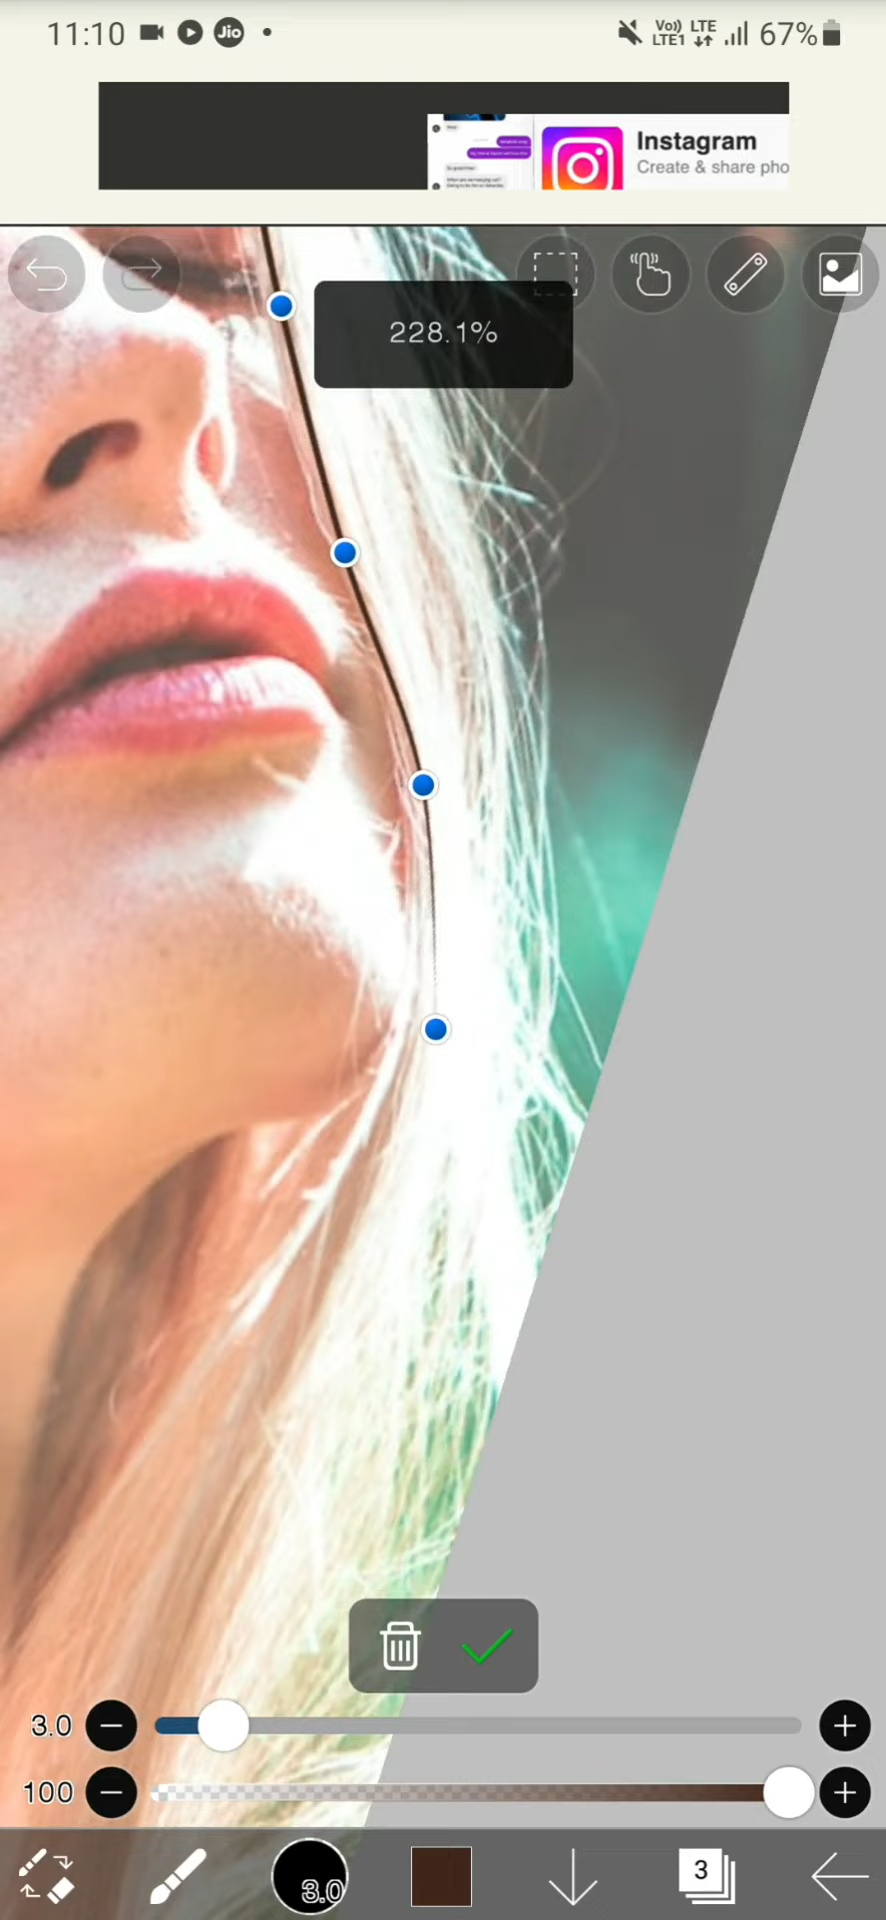 11:10
Jio
Vo)) LTE
LTE1
67%
Instagram
Create & share pho
228.1%
3.0
100
3.0
3